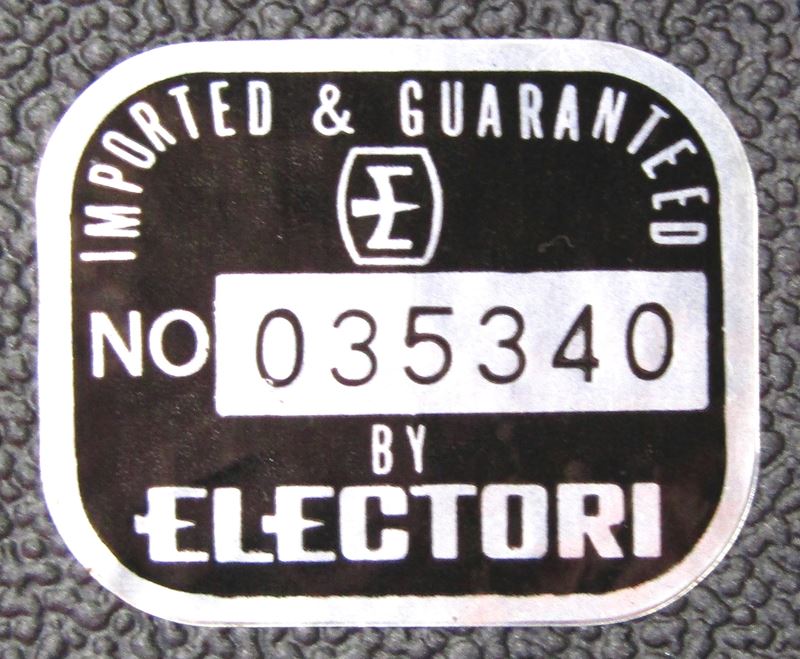 IMPORTED & GUARANTEED
E
NO 035340
BY
ELECTORI